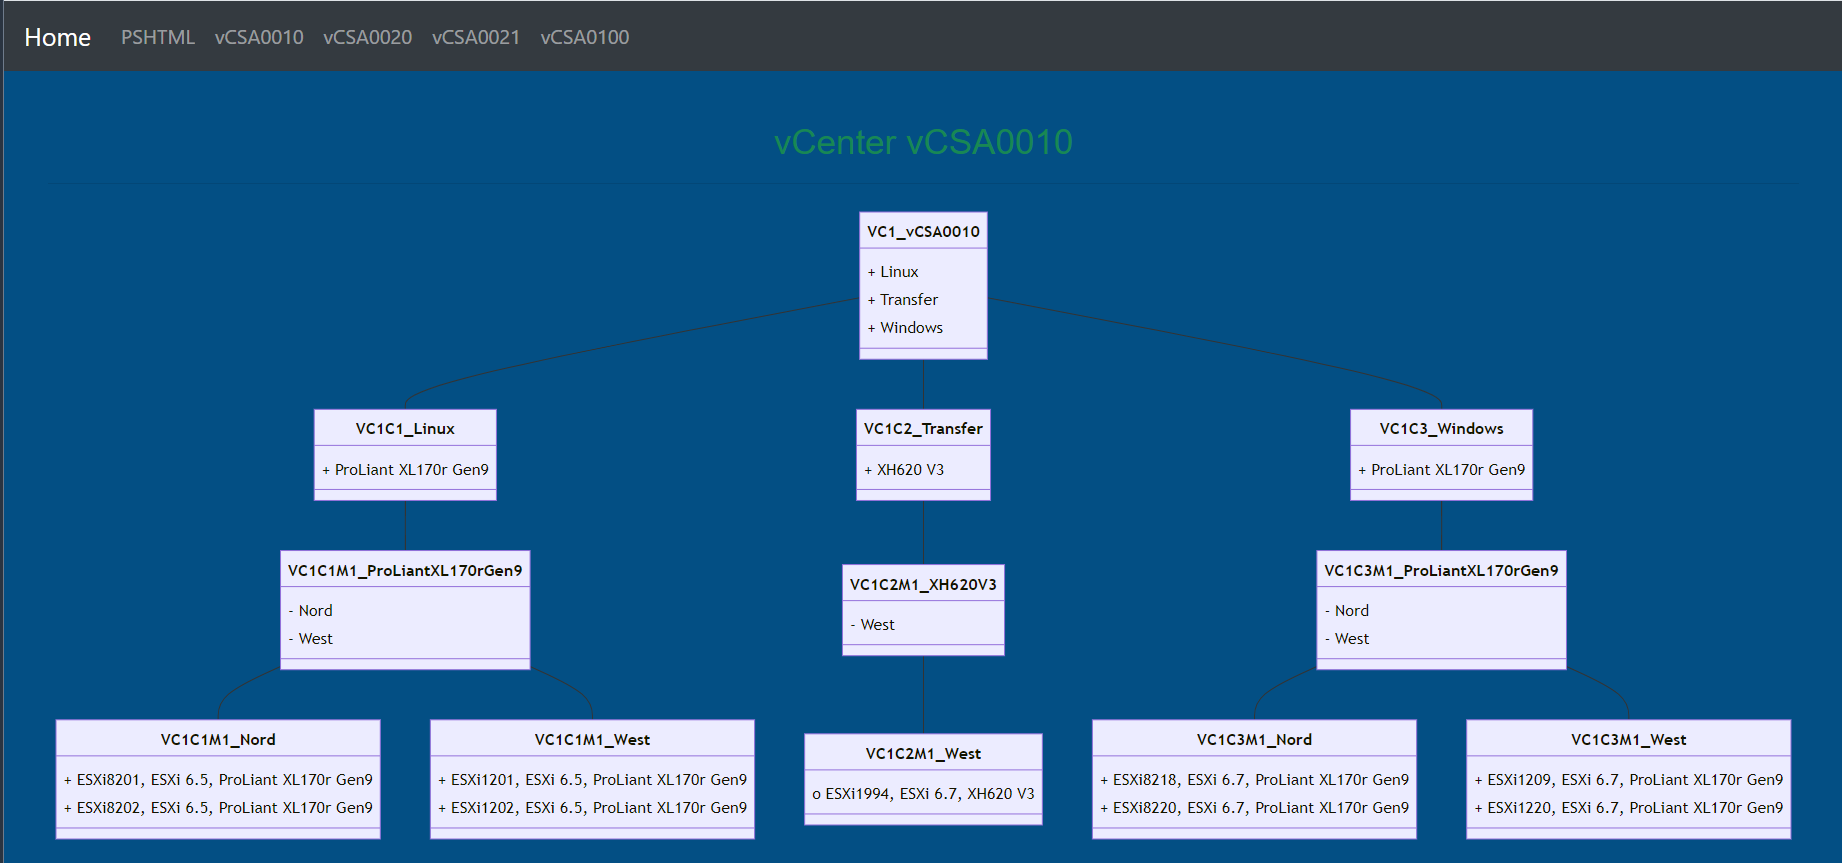 Home PSHTML vCSA0010 vCSA0020 vCSA0021 vCSA0100
vCenter vCSA0010
VC1_vCSA0010
+ Linux
+ Transfer
+ Windows
VC1C1_Linux
+ ProLiant XL170r Gen9
VC1C2_Transfer
+ XH620 V3
VC1C3_Windows
+ ProLiant XL170r Gen9
VC1C1M1_ProLiantXL170rGen9
- Nord
- West
VC1C2M1_XH620V3
- West
VC1C3M1_ProLiantXL170rGen9
- Nord
- West
VC1C1M1_Nord
+ ESXi8201, ESXi 6.5, ProLiant XL170r Gen9
+ ESXi8202, ESXi 6.5, ProLiant XL170r Gen9
VC1C1M1_West
+ ESXi1201, ESXi 6.5, ProLiant XL170r Gen9
+ ESXi1202, ESXi 6.5, ProLiant XL170r Gen9
VC1C2M1_West
o ESXi1994, ESXi 6.7, XH620 V3
VC1C3M1_Nord
+ ESXi8218, ESXi 6.7, ProLiant XL170r Gen9
+ ESXi8220, ESXi 6.7, ProLiant XL170r Gen9
VC1C3M1_West
+ ESXi1209, ESXi 6.7, ProLiant XL170r Gen9
+ ESXi1220, ESXi 6.7, ProLiant XL170r Gen9